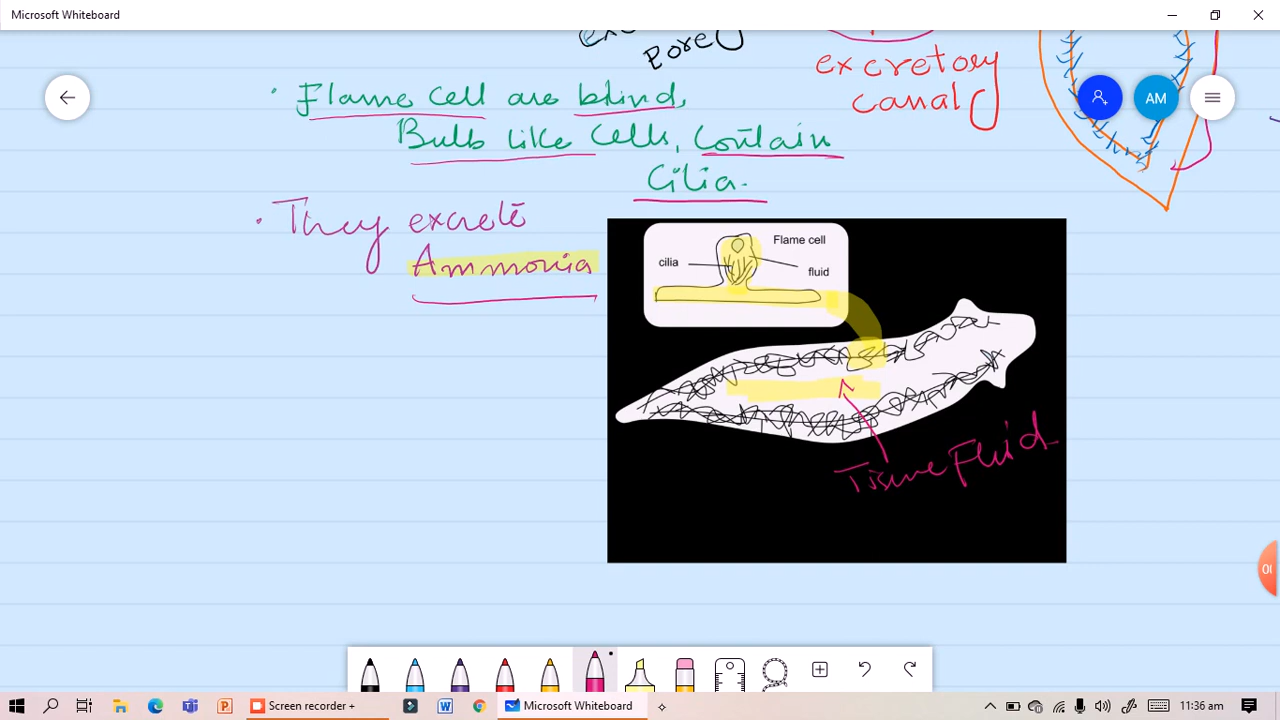 Microsoft Whiteboard
Pore
excretory
canal
AM
Flame Cell are blind,
Bulb like Cells, Contain
Cilia.
They excrete
Ammonia
Flame cell
cilia
fluid
Tissue Fluid
Screen recorder +
Microsoft Whiteboard
11:36 am